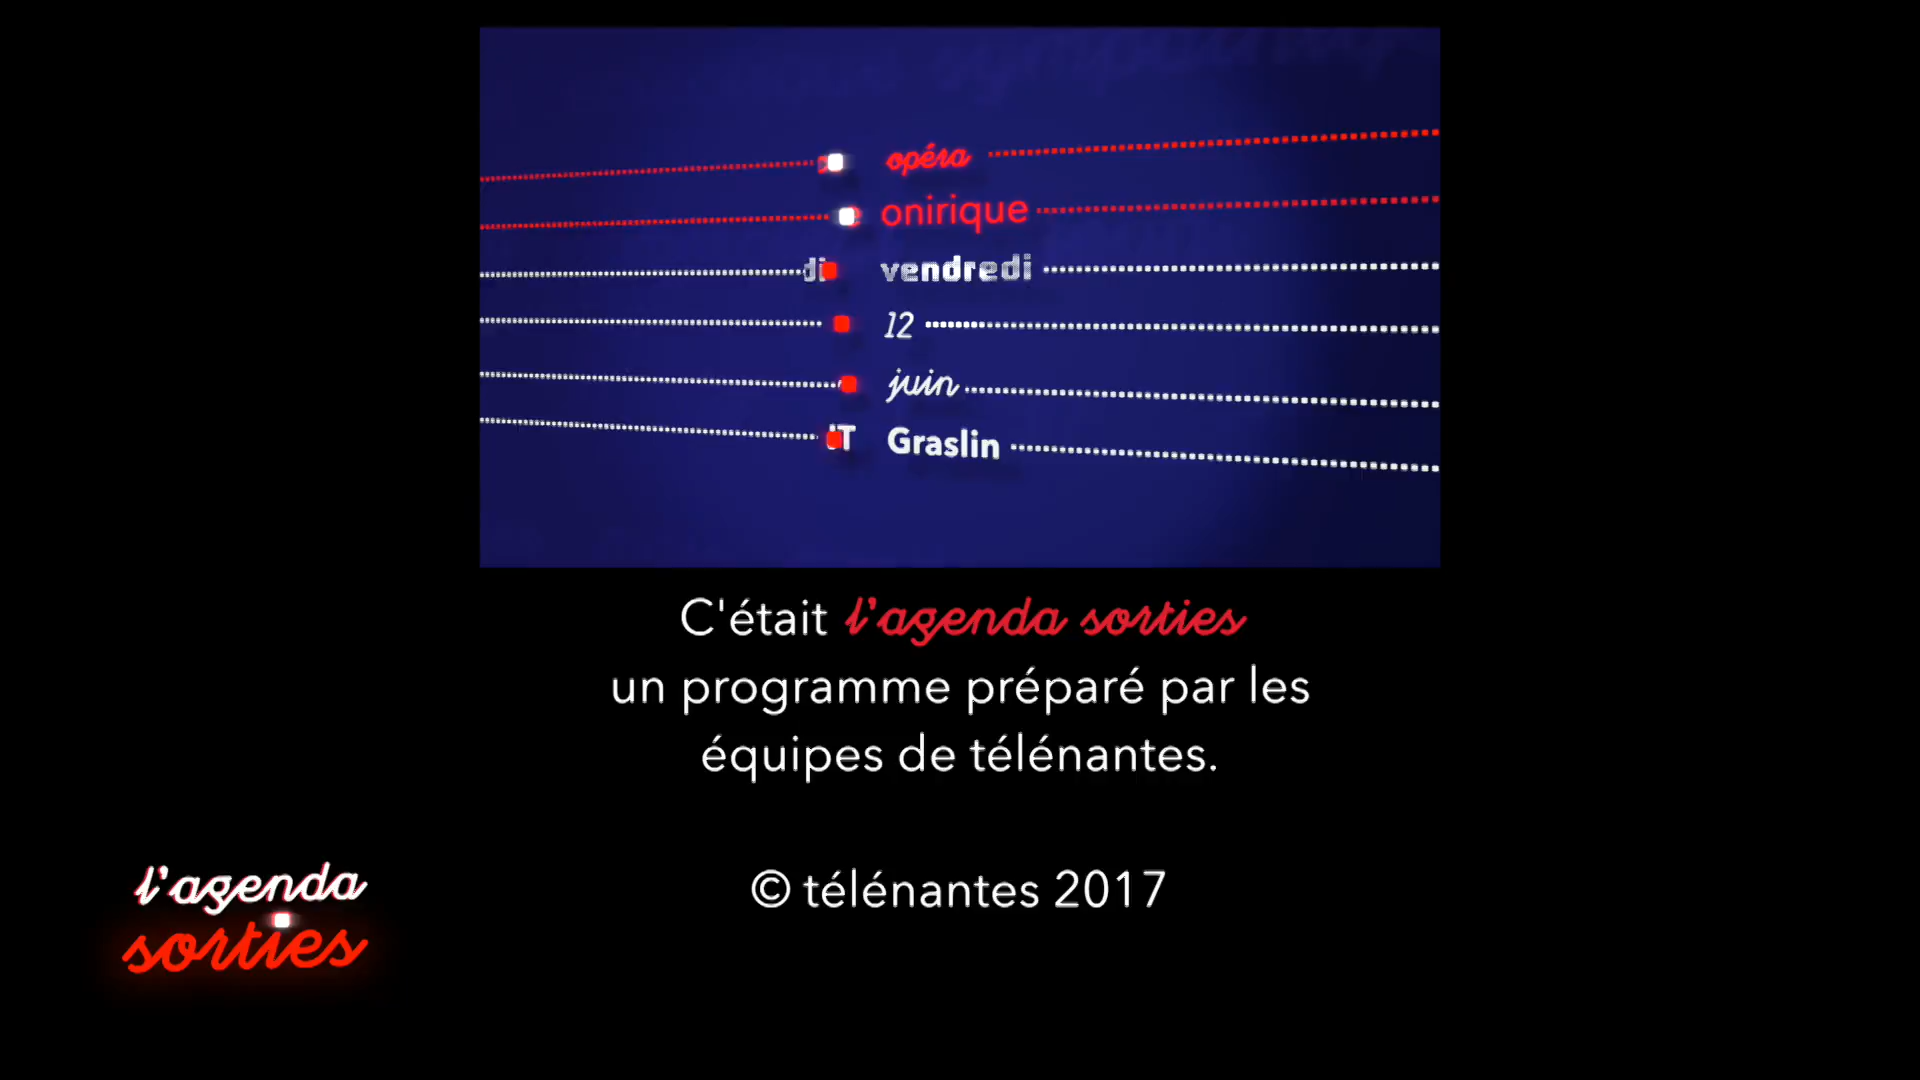 opéra
onirique
di vendredi
12
juin
Graslin
C'était l'agenda sorties
un programme préparé par les
équipes de télénantes.
© télénantes 2017
l'agenda
sorties